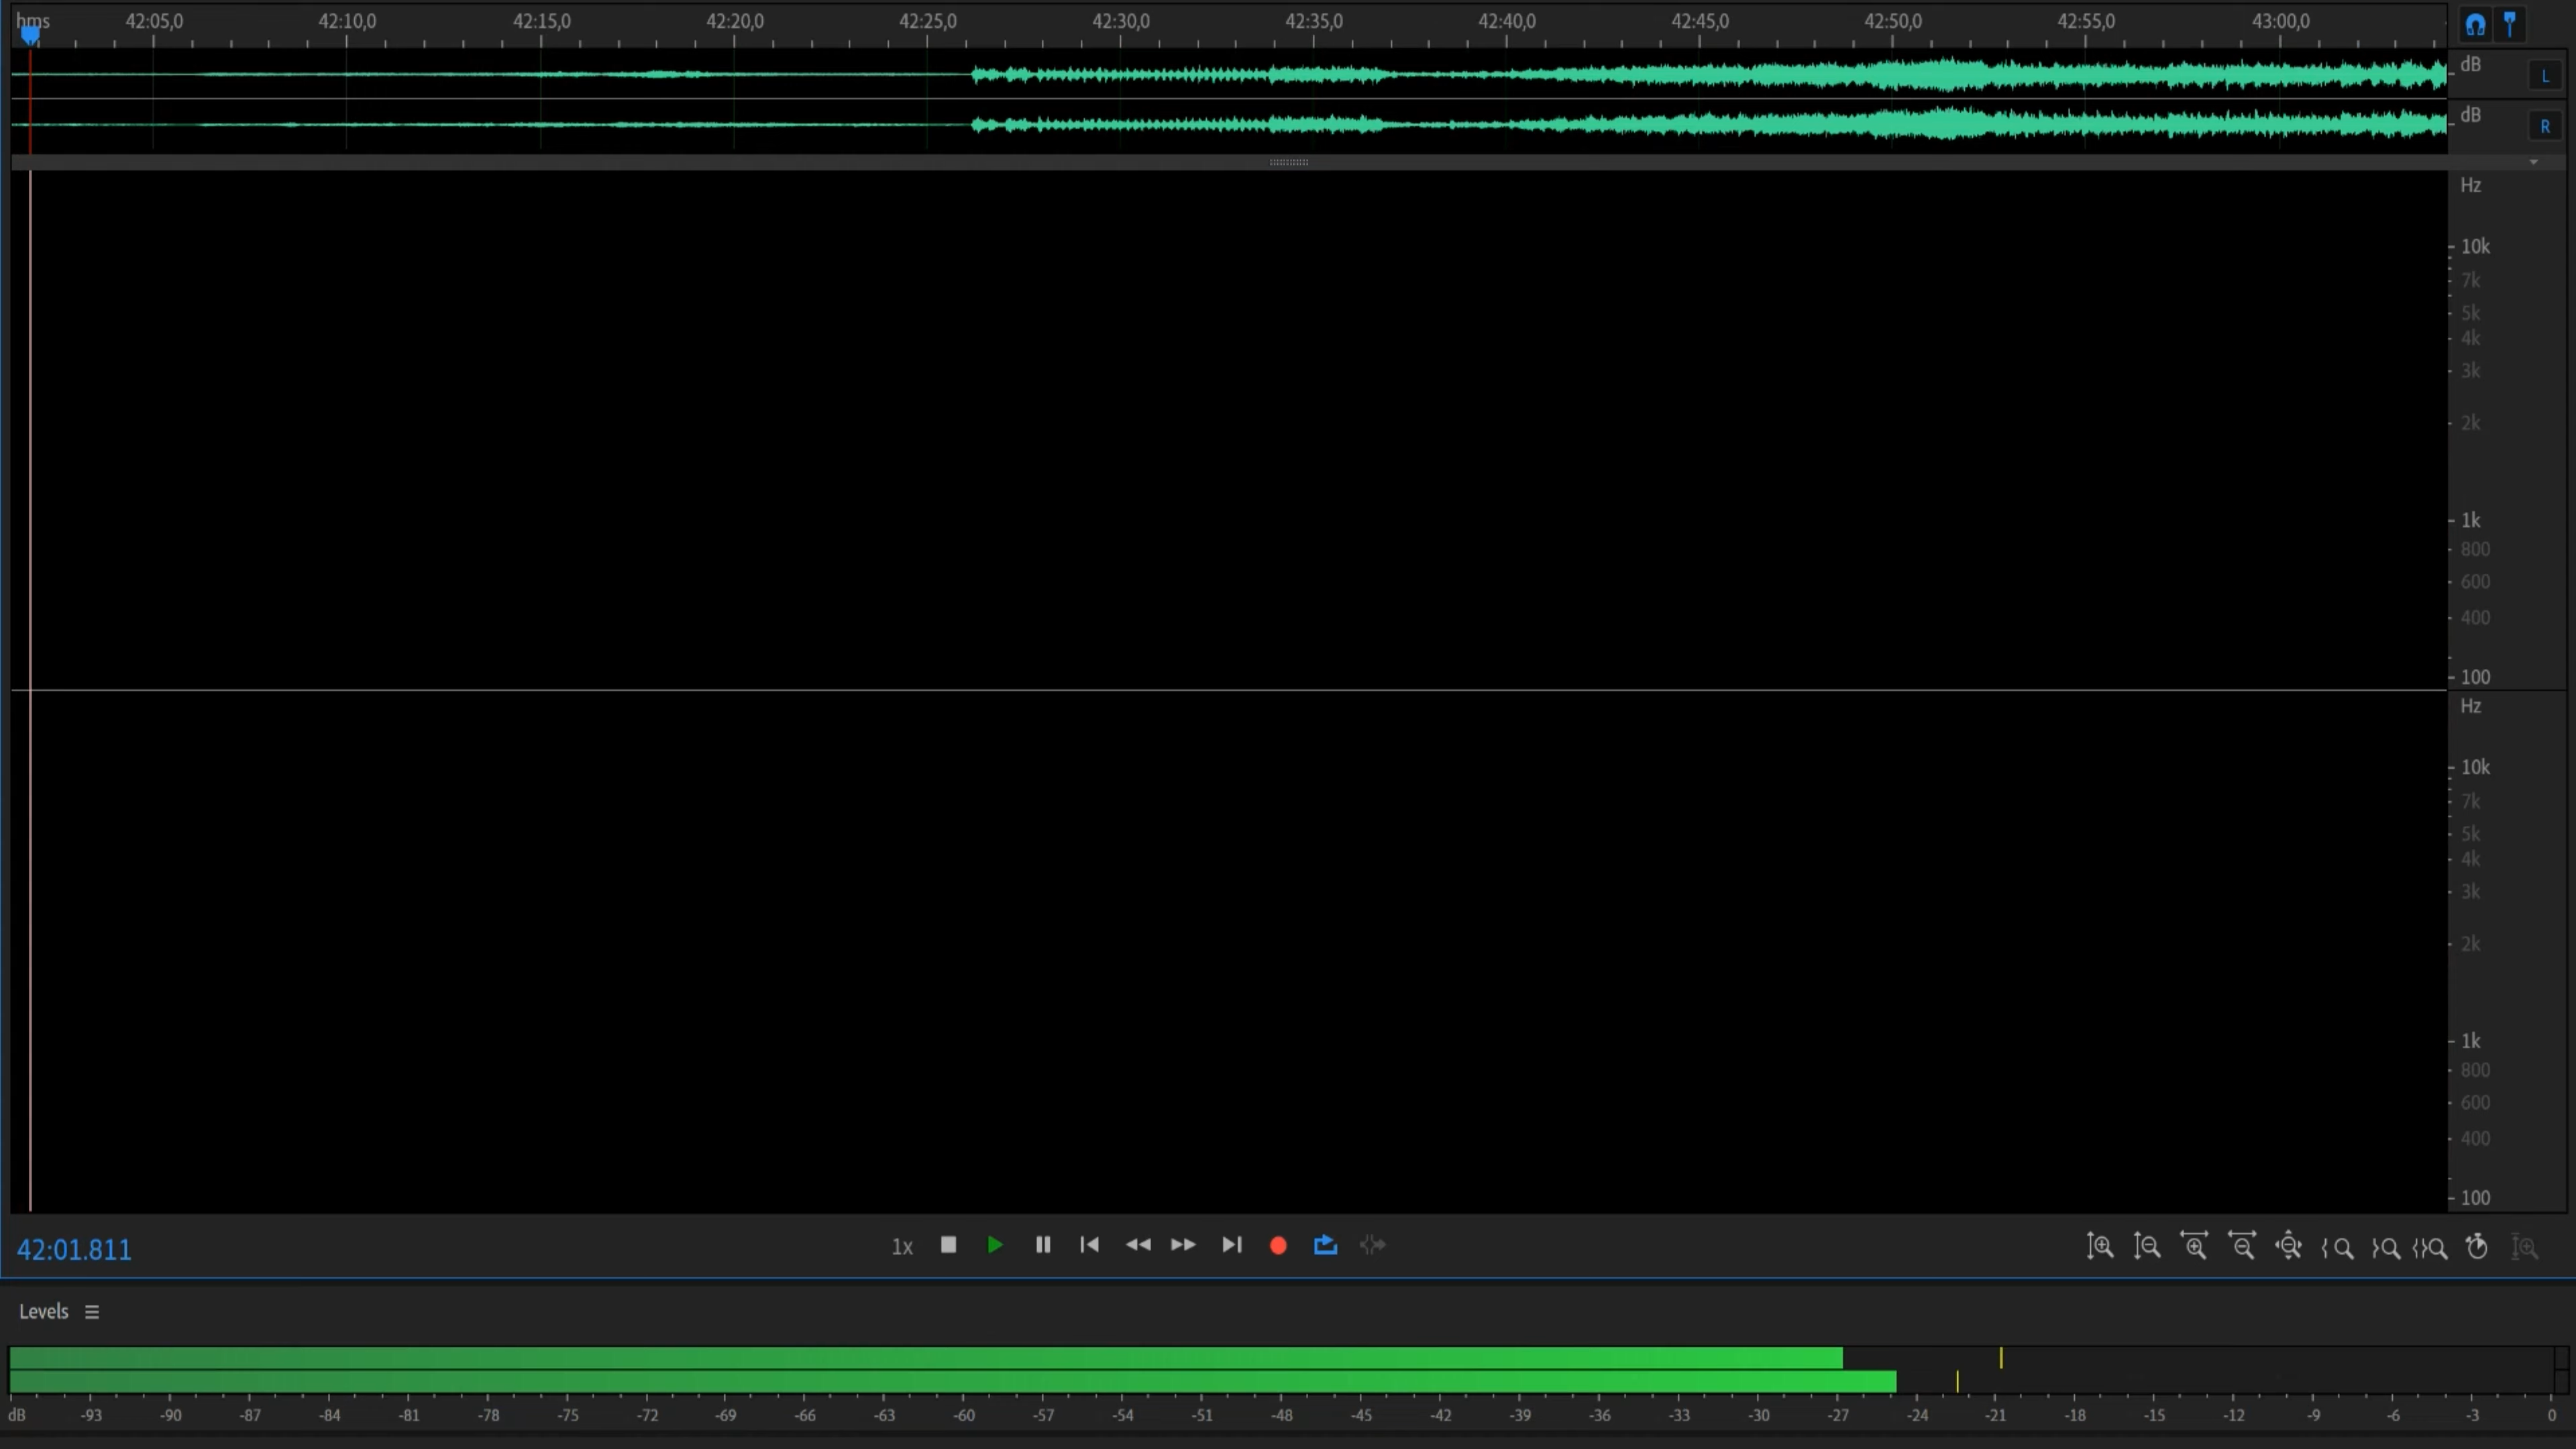 hms 42:05,0 42:10,0 42:15,0 42:20,0 42:25,0 42:30,0 42:35,0 42:40,0 42:45,0 42:50,0 42:55,0 43:00,0
dB
L
dB
R
Hz
10k
7k
5k
4k
3k
2k
1k
800
600
400
100
Hz
10k
7k
5k
4k
3k
2k
1k
800
600
400
100
42:01.811 1x
Levels
dB -93 -90 -87 -84 -81 -78 -75 -72 -69 -66 -63 -60 -57 -54 -51 -48 -45 -42 -39 -36 -33 -30 -27 -24 -21 -18 -15 -12 -9 -6 -3 0